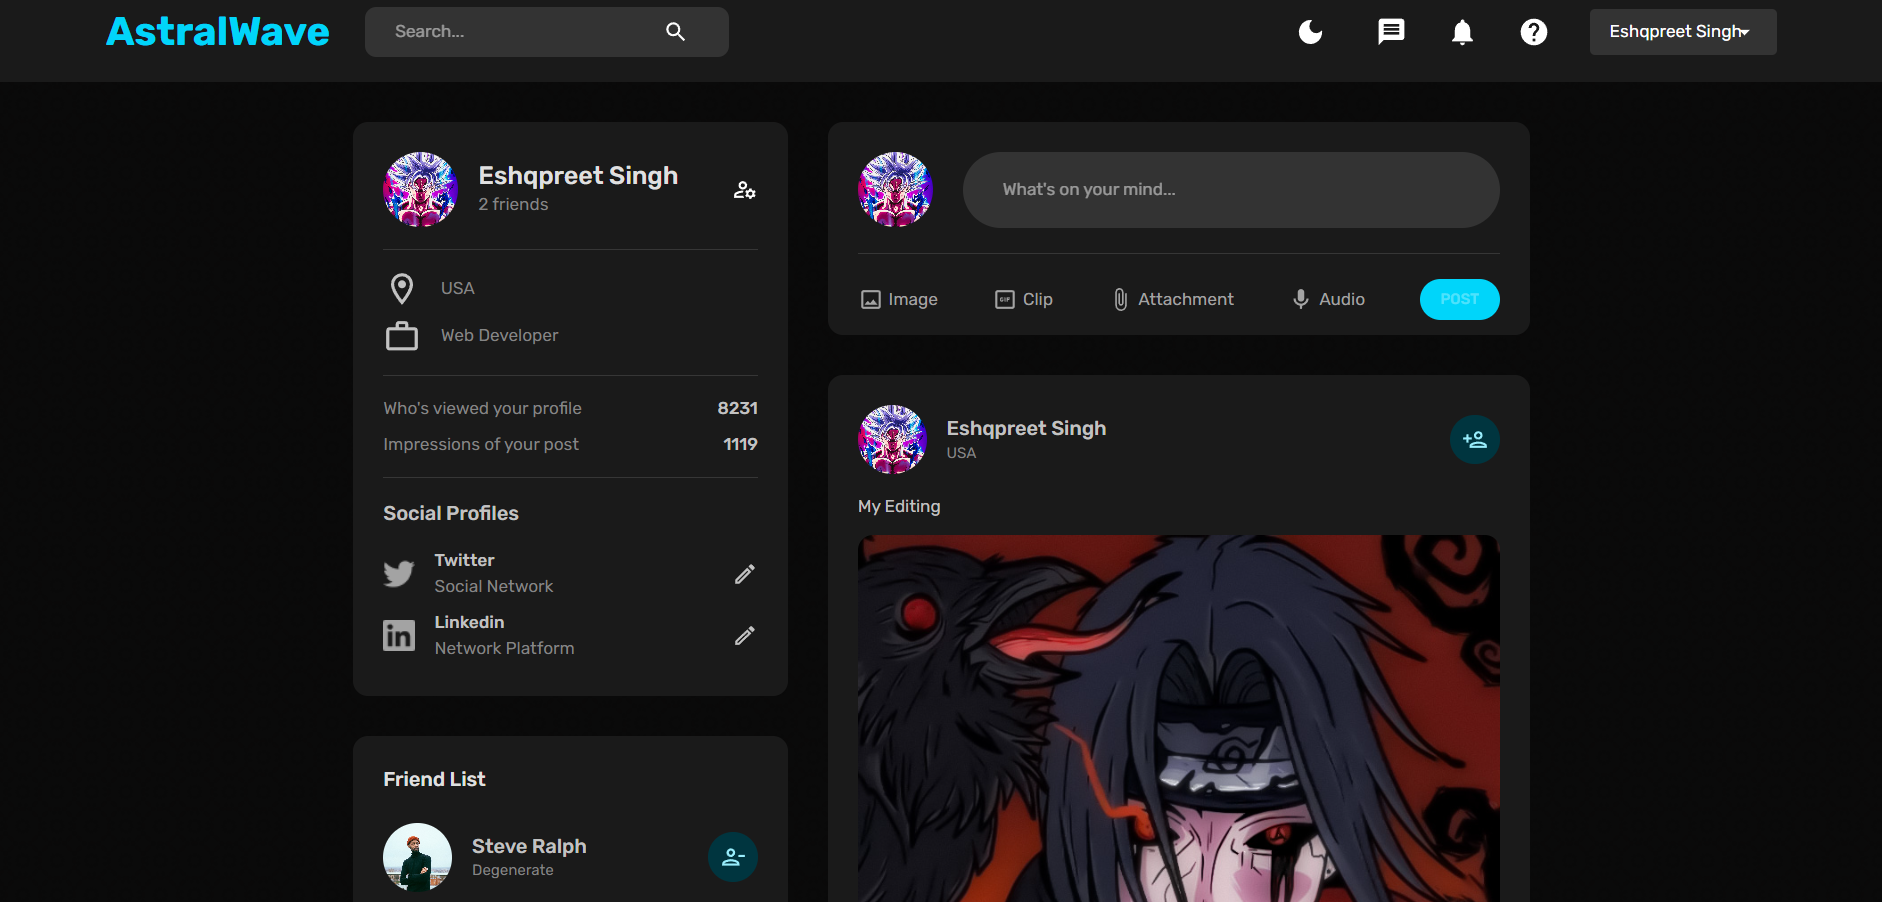 AstralWave
Search...
Eshqpreet Singh
Eshqpreet Singh
2 friends
USA
Web Developer
Who's viewed your profile 8231
Impressions of your post 1119
Social Profiles
Twitter
Social Network
Linkedin
Network Platform
Friend List
Steve Ralph
Degenerate
What's on your mind...
Image
GIF Clip
Attachment
Audio
POST
Eshqpreet Singh
USA
My Editing